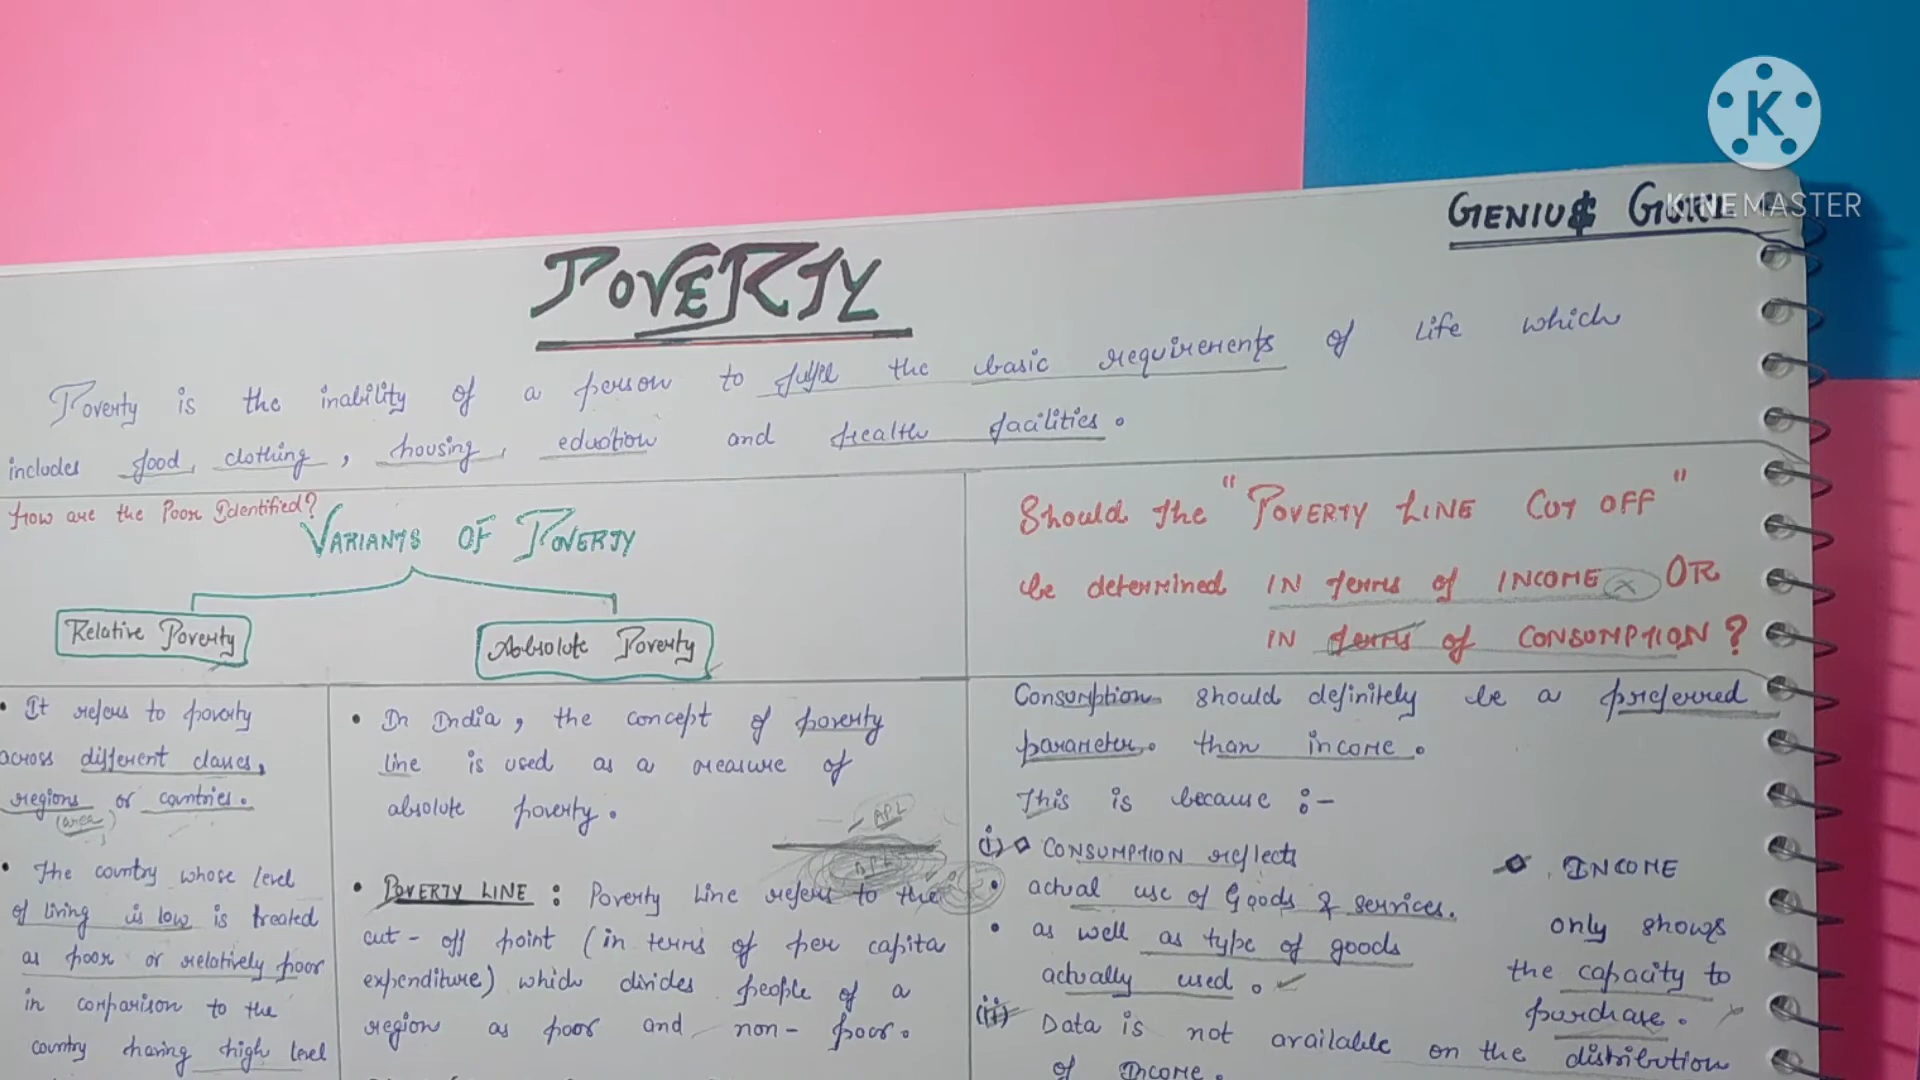 K
KINEMASTER
GENIU$
POVERTY
Poverty is the inability of a person to fulfil the basic requirements of life which
includes food, clothing, housing, eduction and health facilities.
How are the Poor Identified?
VARIANTS OF POVERTY
Relative Poverty
Absolute Poverty
• It refers to poverty
across different classes,
regions or countries.
(area)
• The country whose level
of living is low is treated
as poor or relatively poor
in comparison to the
country having high level
• In India, the concept of poverty
line is used as a measure of
absolute poverty.
APL
BPL
• POVERTY LINE : Poverty Line refers to the
cut-off point (in terms of per capita
expenditure) which divides people of a
region as poor and non-poor.
Should the "POVERTY LINE CUT OFF"
be determined IN terms of INCOME x OR
IN terms of CONSUMPTION?
Consumption should definitely be a preferred
parameter. than income.
This is because :-
(i) CONSUMPTION reflects
• actual use of Goods & services.
• as well as type of goods
actually used.
INCOME
only shows
the capacity to
purchase.
(ii) Data is not available on the distribution
of Income.